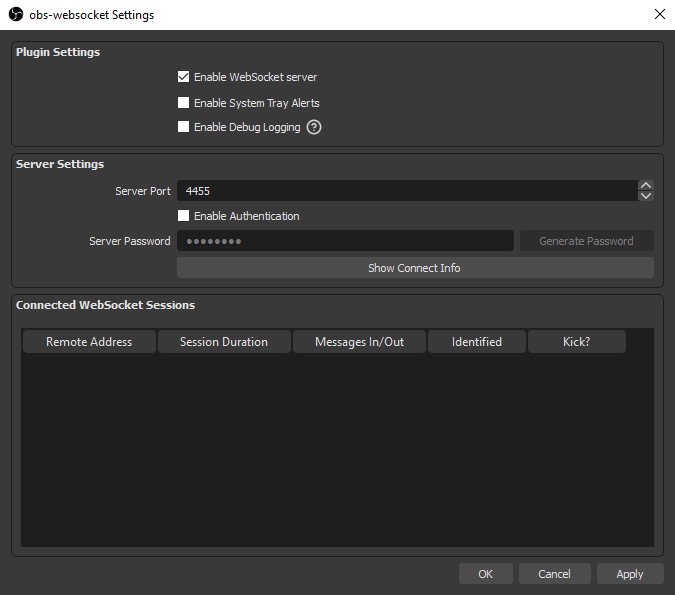 obs-websocket Settings
Plugin Settings
Enable WebSocket server
Enable System Tray Alerts
Enable Debug Logging ?
Server Settings
Server Port 4455
Enable Authentication
Server Password ●●●●●●●● Generate Password
Show Connect Info
Connected WebSocket Sessions
Remote Address Session Duration Messages In/Out Identified Kick?
OK Cancel Apply